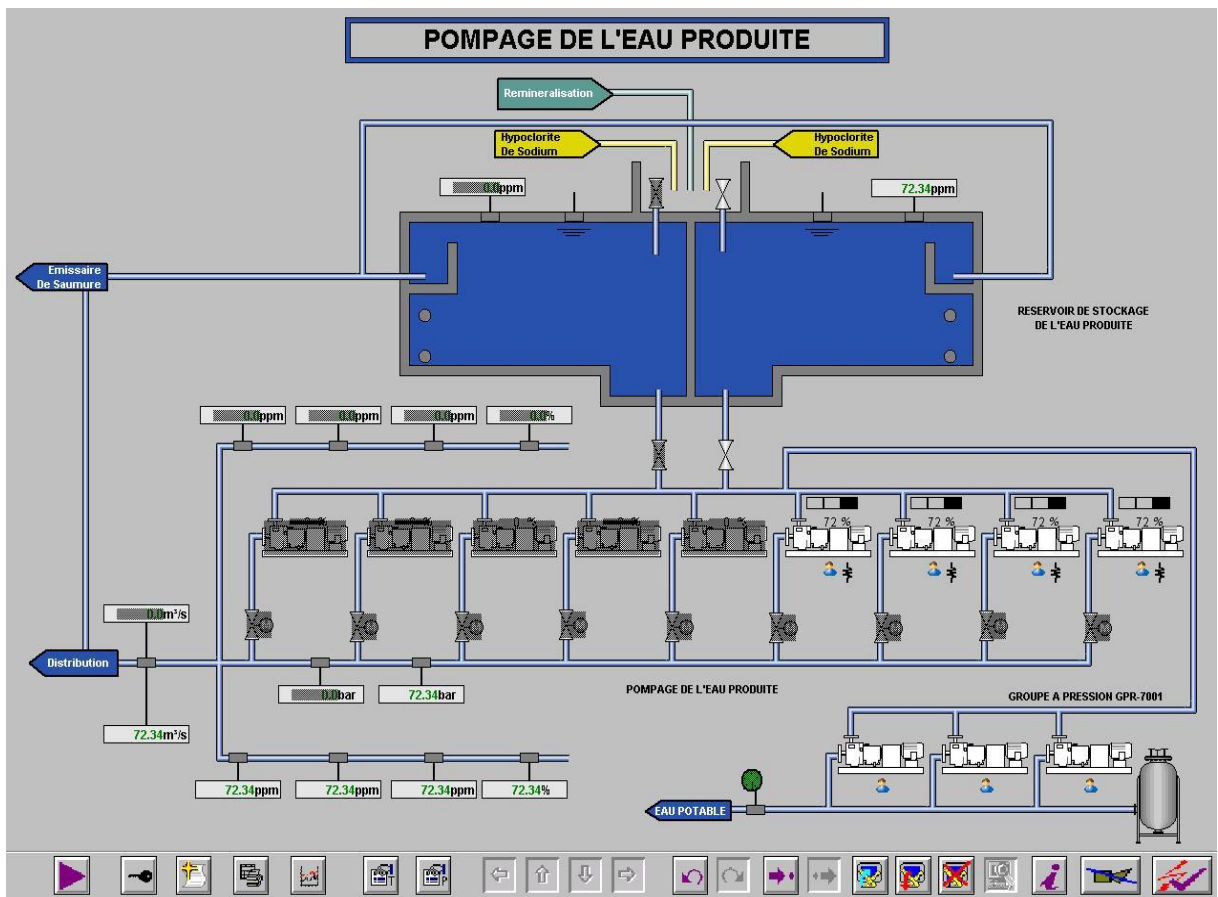 POMPAGE DE L'EAU PRODUITE
Remineralisation
Hypoclorite
De Sodium
Hypoclorite
De Sodium
0.0ppm
72.34ppm
Emissaire
De Saumure
RESERVOIR DE STOCKAGE
DE L'EAU PRODUITE
0.0ppm
0.0ppm
0.0ppm
0.0%
72 %
72 %
72 %
72 %
0.0m³/s
Distribution
0.0bar
72.34bar
POMPAGE DE L'EAU PRODUITE
GROUPE A PRESSION GPR-7001
72.34m³/s
72.34ppm
72.34ppm
72.34ppm
72.34%
EAU POTABLE
T
P
i